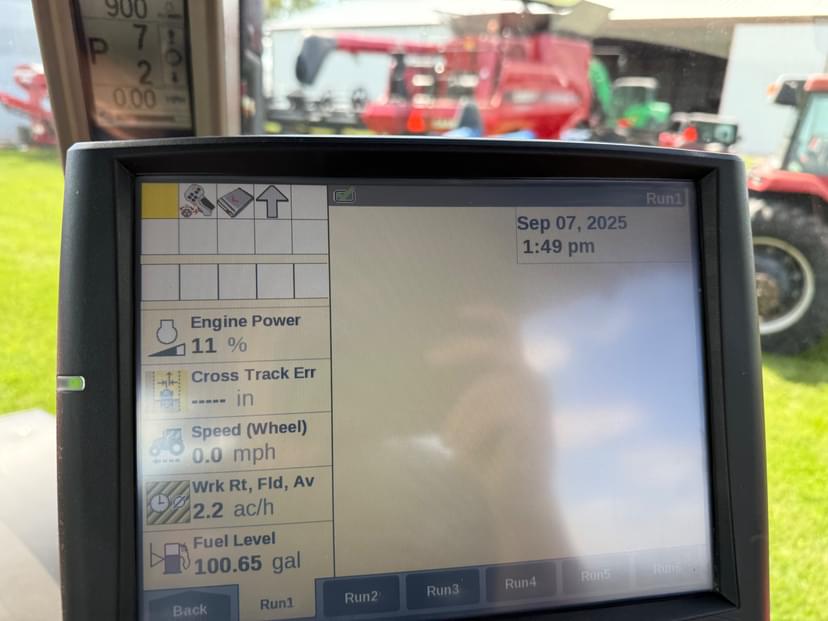 900
P 7
2
0.00
Run1
Sep 07, 2025
1:49 pm
Engine Power
11 %
Cross Track Err
----- in
Speed (Wheel)
0.0 mph
Wrk Rt, Fld, Av
2.2 ac/h
Fuel Level
100.65 gal
Back
Run1
Run2
Run3
Run4
Run5
Run6